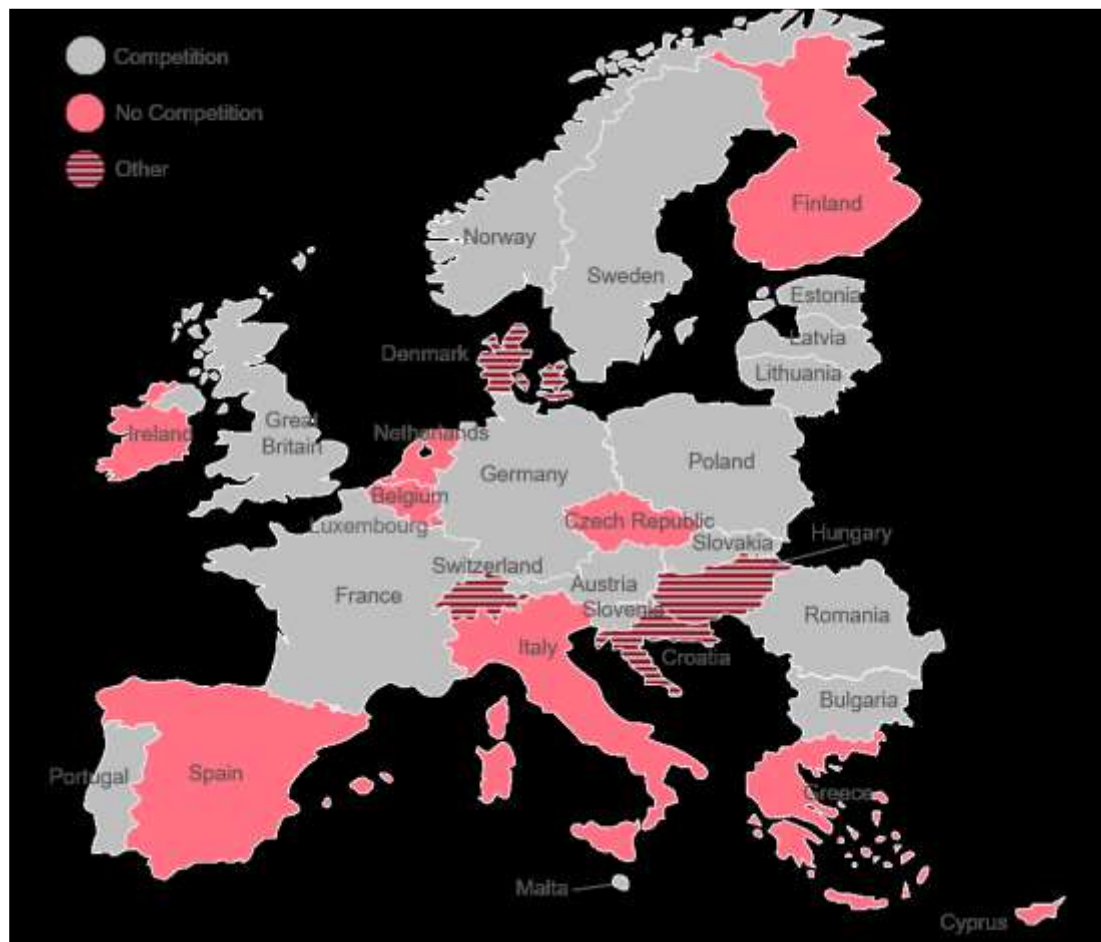 Competition
No Competition
Other
Finland
Norway
Sweden
Estonia
Latvia
Denmark
Lithuania
Great
Britain
Ireland
Netherlands
Poland
Germany
Belgium
Czech Republic
Luxembourg
Hungary
Slovakia
Switzerland
Austria
France
Slovenia
Romania
Italy
Croatia
Bulgaria
Portugal
Spain
Greece
Malta
Cyprus